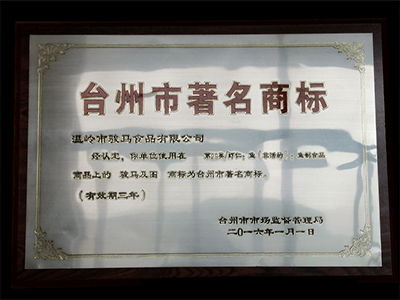 台州市著名商标
温岭市骏马食品有限公司
经认定，你单位使用在 虾仁；鱼（非活的）；鱼制食品
商品上的 骏马及图 商标为台州市著名商标。
（有效期三年）
台州市市场监督管理局
二〇一六年一月一日